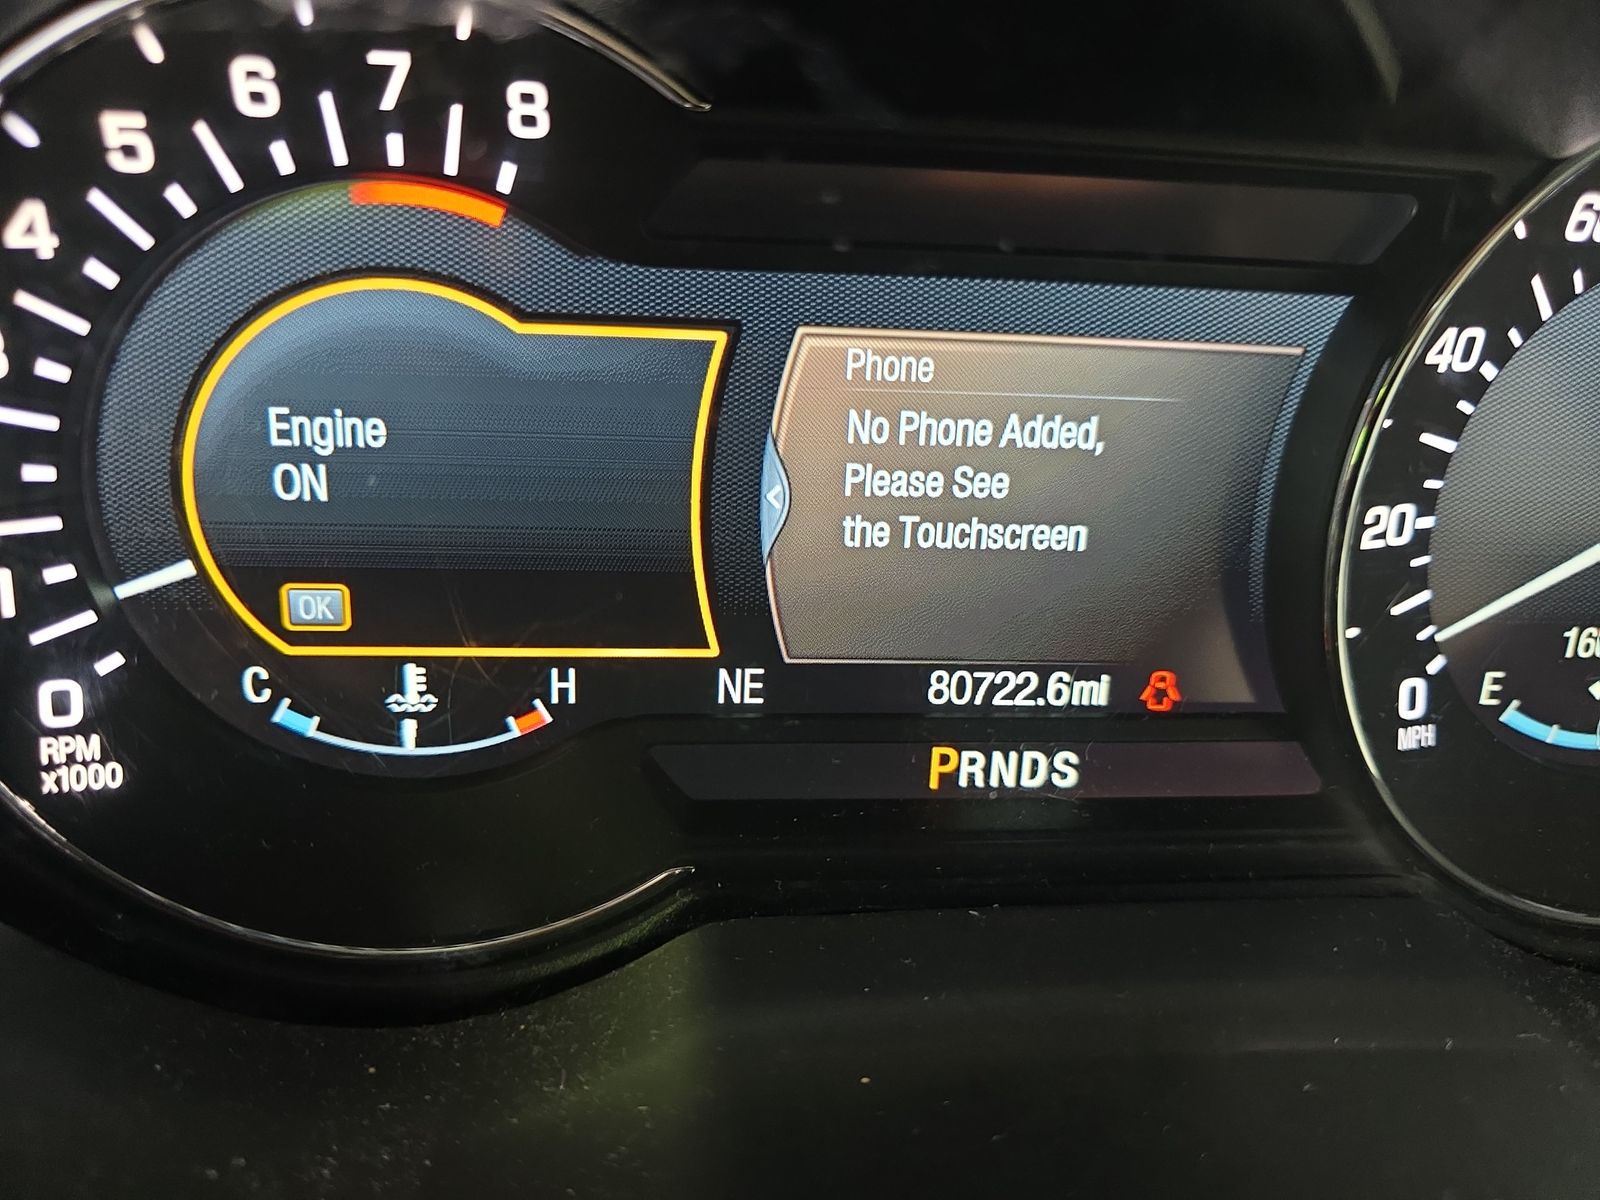 4
5
6
7
8
1
0
RPM
x1000
Engine
ON
OK
C
H
Phone
No Phone Added,
Please See
the Touchscreen
NE
80722.6mi
PRNDS
40
20
0
MPH
E